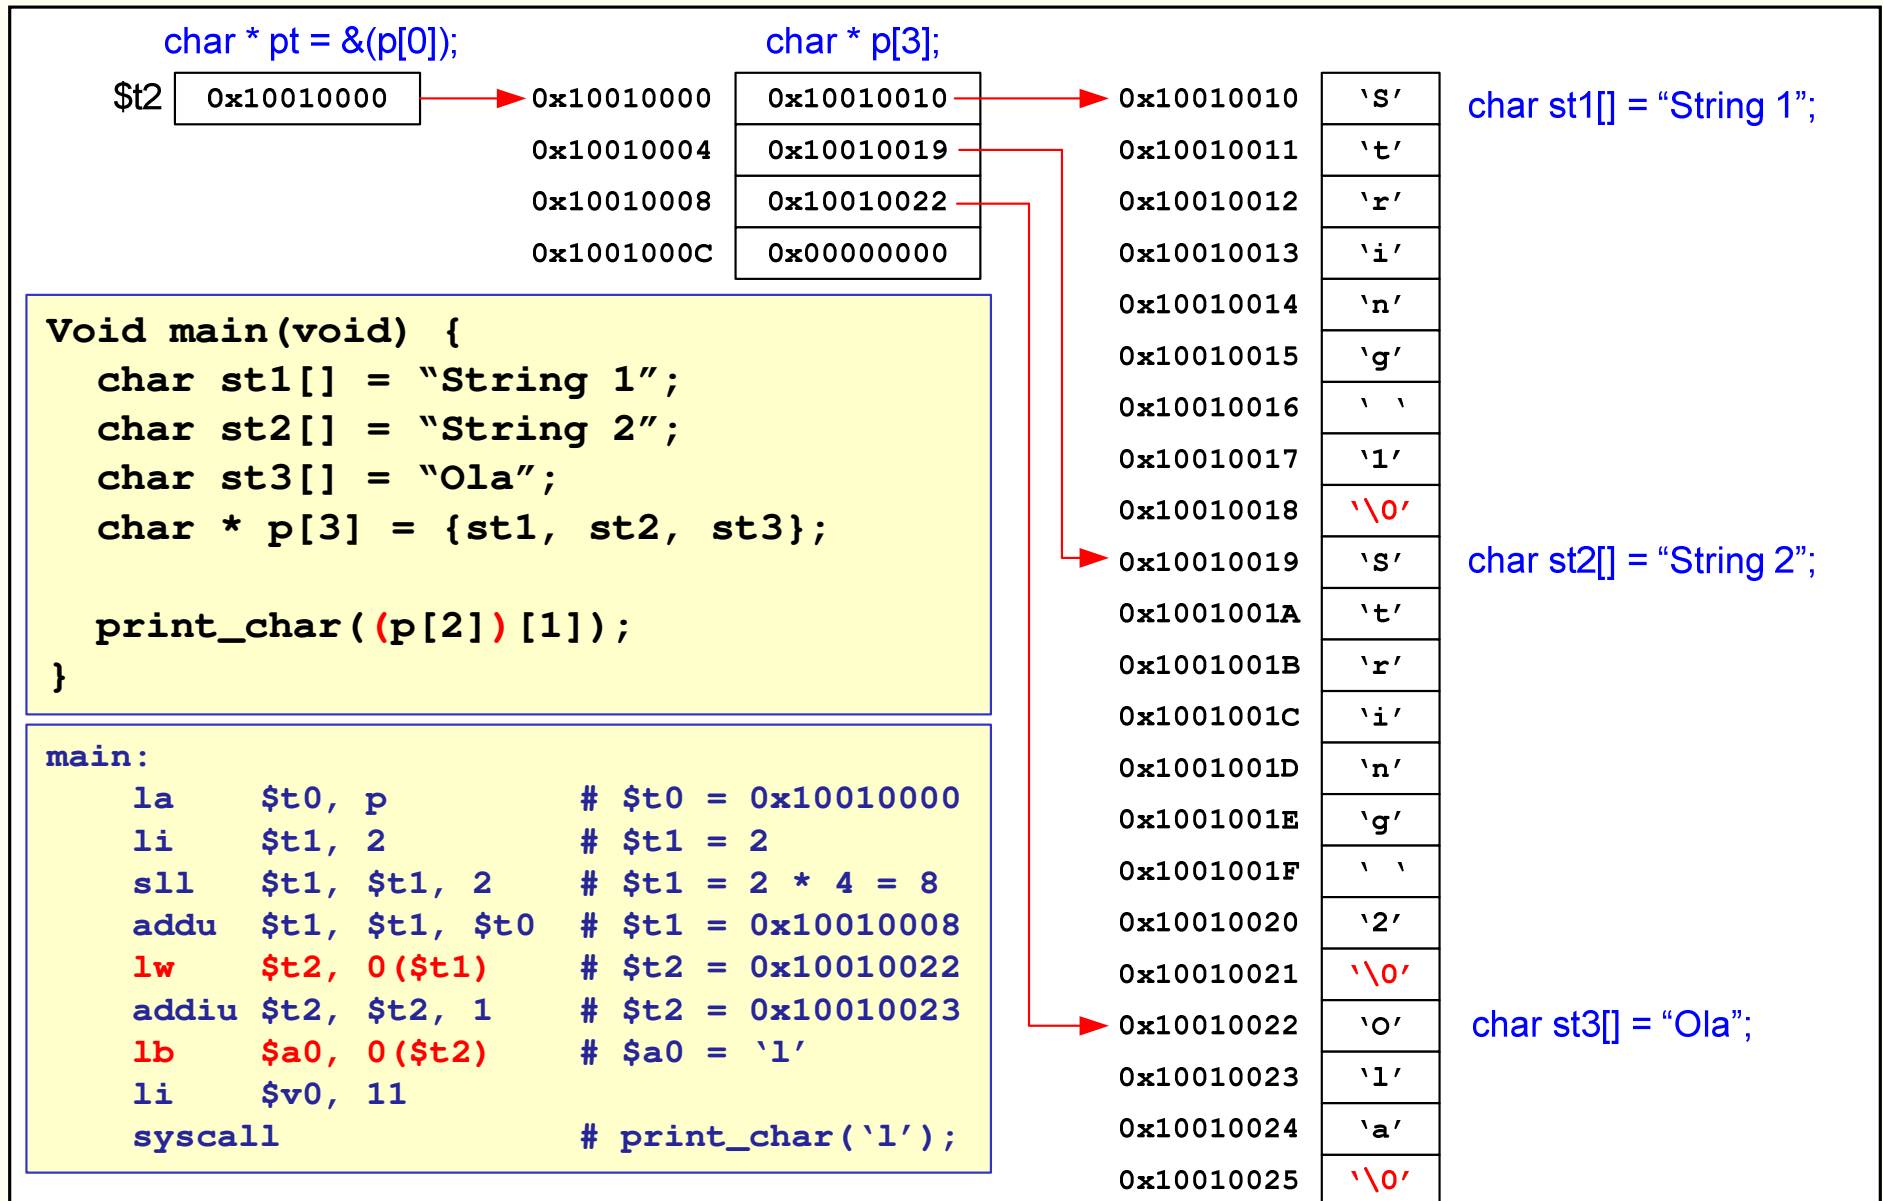 char * pt = &(p[0]);
char * p[3];
$t2 0x10010000 0x10010000 0x10010010 0x10010010 ‘S’ char st1[] = “String 1”;
0x10010004 0x10010019 0x10010011 ‘t’
0x10010008 0x10010022 0x10010012 ‘r’
0x1001000C 0x00000000 0x10010013 ‘i’
0x10010014 ‘n’
0x10010015 ‘g’
0x10010016 ‘ ‘
0x10010017 ‘1’
0x10010018 ‘\0’
0x10010019 ‘S’ char st2[] = “String 2”;
0x1001001A ‘t’
0x1001001B ‘r’
0x1001001C ‘i’
0x1001001D ‘n’
0x1001001E ‘g’
0x1001001F ‘ ‘
0x10010020 ‘2’
0x10010021 ‘\0’
0x10010022 ‘O’ char st3[] = “Ola”;
0x10010023 ‘l’
0x10010024 ‘a’
0x10010025 ‘\0’
Void main(void) {
char st1[] = “String 1”;
char st2[] = “String 2”;
char st3[] = “Ola”;
char * p[3] = {st1, st2, st3};
print_char((p[2])[1]);
}
main:
la $t0, p # $t0 = 0x10010000
li $t1, 2 # $t1 = 2
sll $t1, $t1, 2 # $t1 = 2 * 4 = 8
addu $t1, $t1, $t0 # $t1 = 0x10010008
lw $t2, 0($t1) # $t2 = 0x10010022
addiu $t2, $t2, 1 # $t2 = 0x10010023
lb $a0, 0($t2) # $a0 = ‘l’
li $v0, 11
syscall # print_char(‘l’);